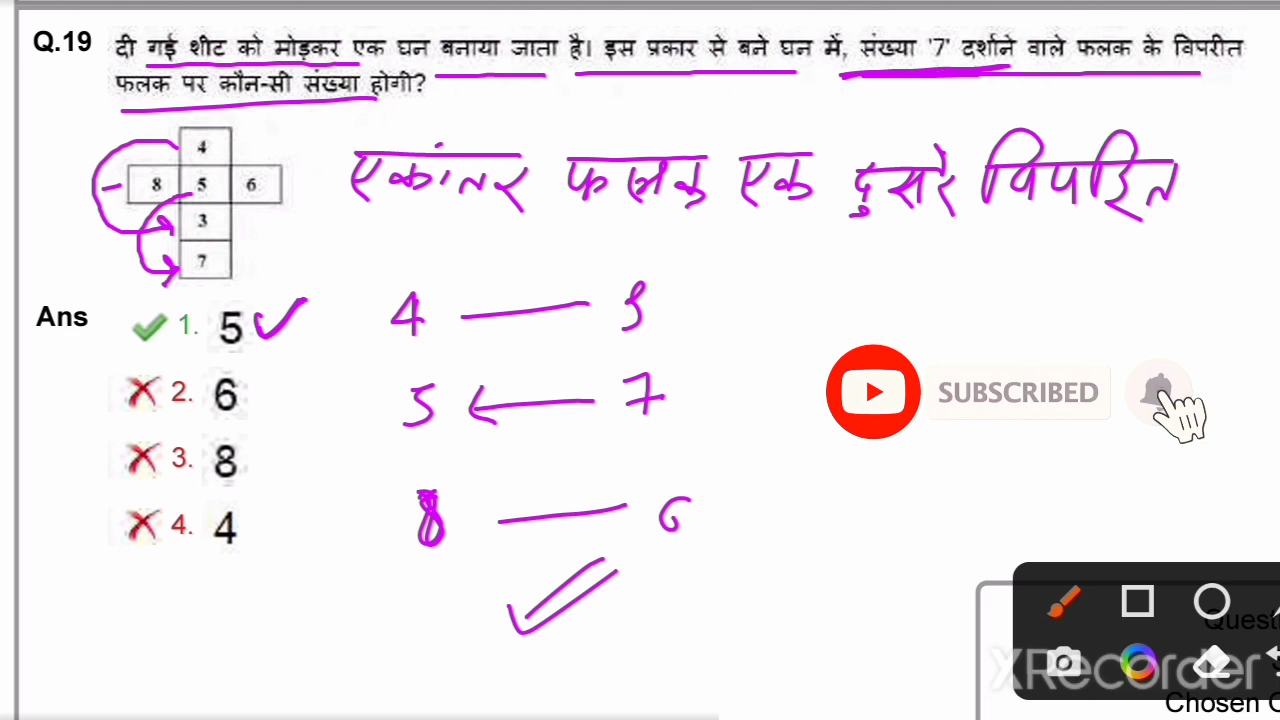 Q.19 दी गई शीट को मोड़कर एक घन बनाया जाता है। इस प्रकार से बने घन में, संख्या '7' दर्शाने वाले फलक के विपरीत
फलक पर कौन-सी संख्या होगी?
4
8 5 6
3
7
एकांतर फलक एक दुसरे विपरित
Ans
1. 5
2. 6
3. 8
4. 4
4 3
5 7
8 6
SUBSCRIBED
Quest
XRecorder
Chosen